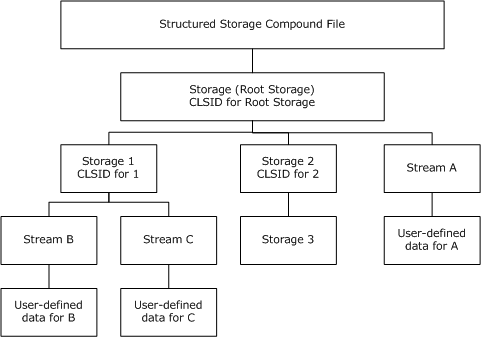 Structured Storage Compound File
Storage (Root Storage)
CLSID for Root Storage
Storage 1
CLSID for 1
Storage 2
CLSID for 2
Stream A
Stream B
Stream C
Storage 3
User-defined
data for A
User-defined
data for B
User-defined
data for C